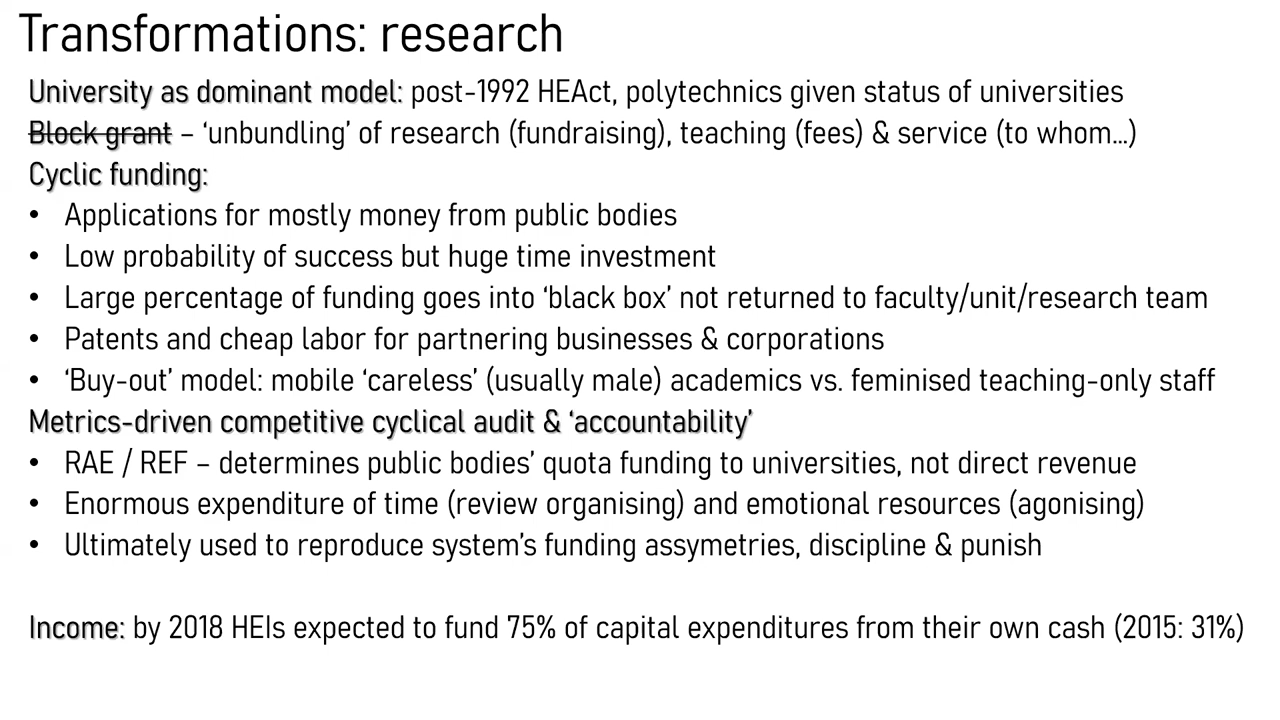 Transformations: research
University as dominant model: post-1992 HEAct, polytechnics given status of universities
Block grant – ‘unbundling’ of research (fundraising), teaching (fees) & service (to whom…)
Cyclic funding:
• Applications for mostly money from public bodies
• Low probability of success but huge time investment
• Large percentage of funding goes into ‘black box’ not returned to faculty/unit/research team
• Patents and cheap labor for partnering businesses & corporations
• ‘Buy-out’ model: mobile ‘careless’ (usually male) academics vs. feminised teaching-only staff
Metrics-driven competitive cyclical audit & ‘accountability’
• RAE / REF – determines public bodies’ quota funding to universities, not direct revenue
• Enormous expenditure of time (review organising) and emotional resources (agonising)
• Ultimately used to reproduce system’s funding assymetries, discipline & punish
Income: by 2018 HEIs expected to fund 75% of capital expenditures from their own cash (2015: 31%)